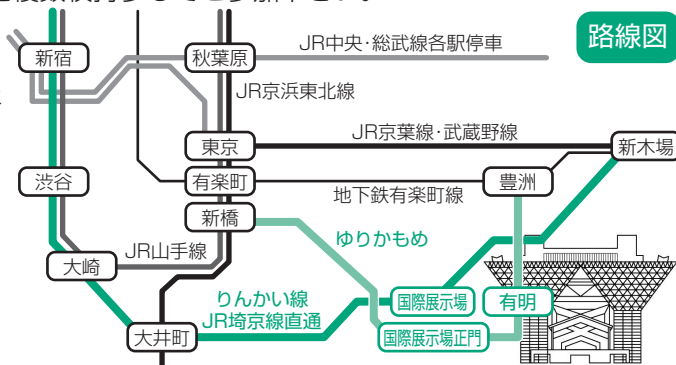 路線図
JR中央・総武線各駅停車
新宿
秋葉原
JR京浜東北線
JR京葉線・武蔵野線
東京
新木場
渋谷
有楽町
豊洲
地下鉄有楽町線
新橋
ゆりかもめ
JR山手線
大崎
りんかい線
JR埼京線直通
国際展示場
有明
大井町
国際展示場正門